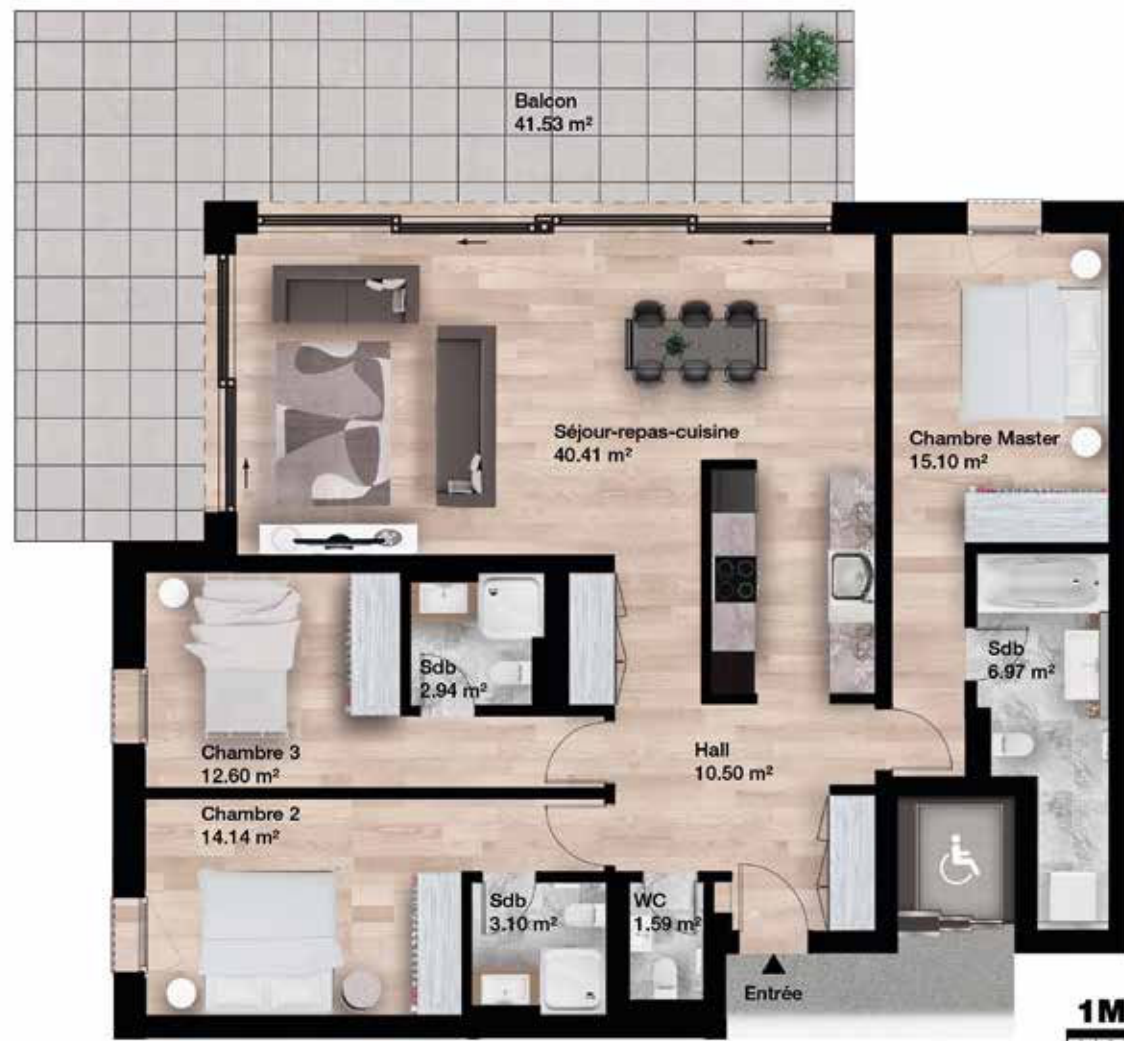 Balcon
41.53 m²
Séjour-repas-cuisine
40.41 m²
Chambre Master
15.10 m²
Sdb
2.94 m²
Sdb
6.97 m²
Chambre 3
12.60 m²
Hall
10.50 m²
Chambre 2
14.14 m²
Sdb
3.10 m²
WC
1.59 m²
Entrée
1M